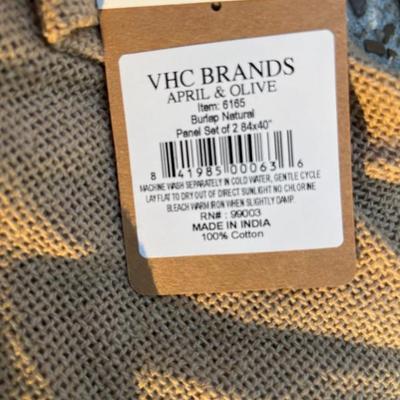 VHC BRANDS
APRIL & OLIVE
Item: 6165
Burlap Natural
Panel Set of 2 84x40"
8 41985 00063 6
MACHINE WASH SEPARATELY IN COLD WATER, GENTLE CYCLE
LAY FLAT TO DRY OUT OF DIRECT SUNLIGHT NO CHLORINE
BLEACH WARM IRON WHEN SLIGHTLY DAMP.
RN# : 99003
MADE IN INDIA
100% Cotton